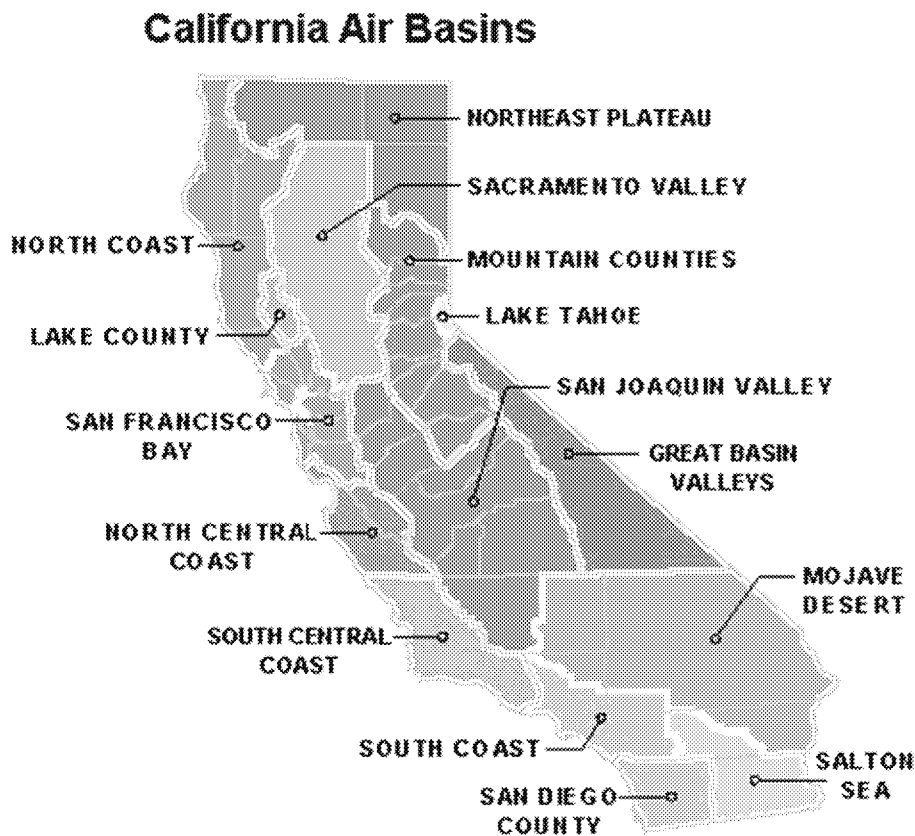 California Air Basins
NORTHEAST PLATEAU
SACRAMENTO VALLEY
NORTH COAST
MOUNTAIN COUNTIES
LAKE TAHOE
LAKE COUNTY
SAN JOAQUIN VALLEY
SAN FRANCISCO
BAY
GREAT BASIN
VALLEYS
NORTH CENTRAL
COAST
MOJAVE
DESERT
SOUTH CENTRAL
COAST
SOUTH COAST
SALTON
SEA
SAN DIEGO
COUNTY